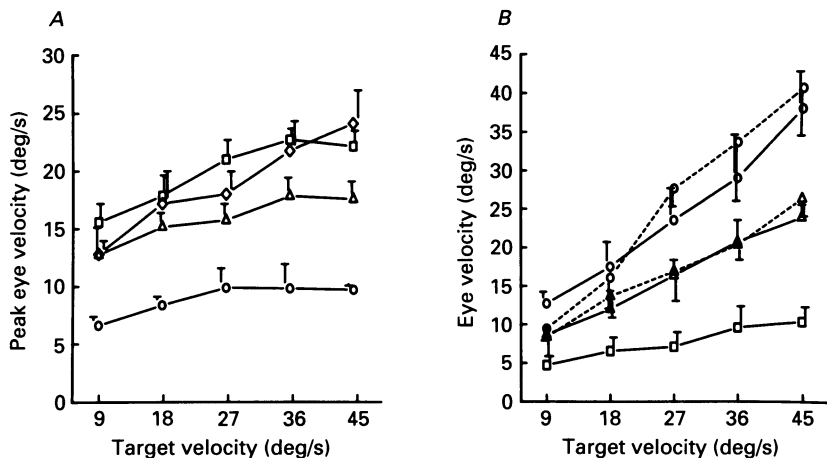 A
30
25
20
15
10
5
0
Peak eye velocity (deg/s)
9 18 27 36 45
Target velocity (deg/s)
B
45
40
35
30
25
20
15
10
5
0
Eye velocity (deg/s)
9 18 27 36 45
Target velocity (deg/s)